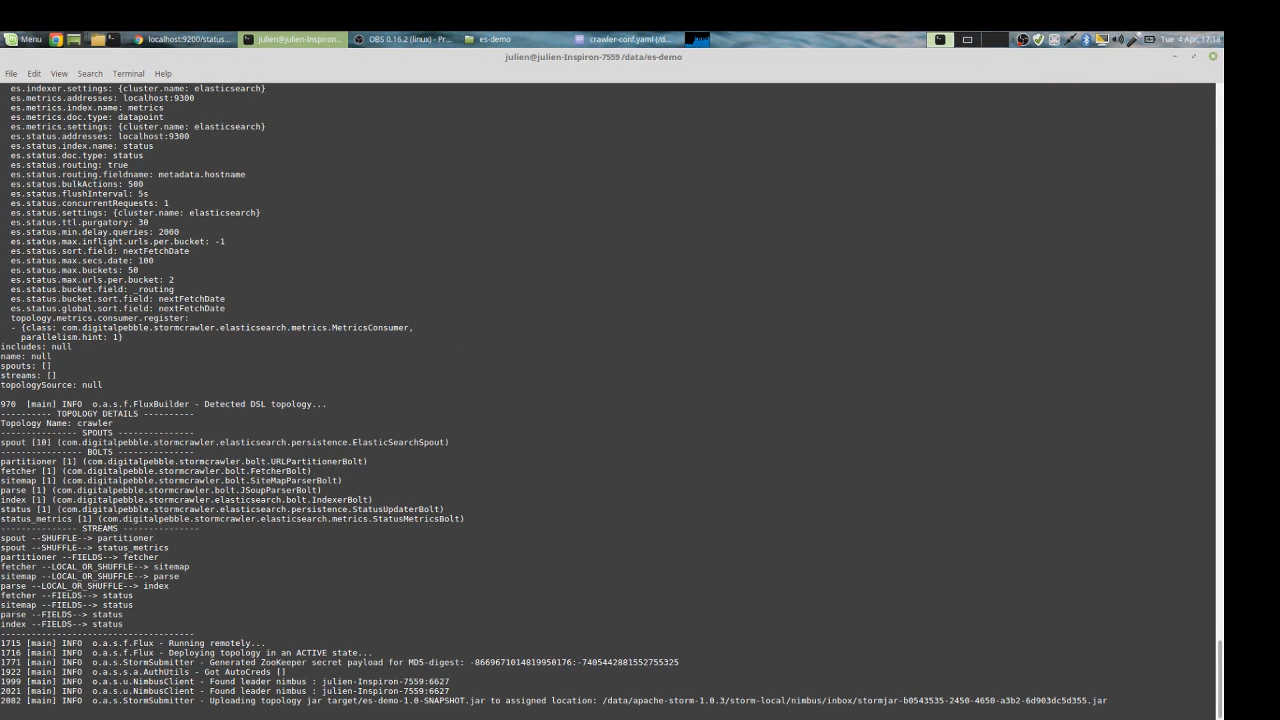 Menu
localhost:9200/status...
julien@julien-Inspiron...
OBS 0.16.2 (linux) - Pr...
es-demo
crawler-conf.yaml (/d...
Tue 4 Apr, 17:18
julien@julien-Inspiron-7559 /data/es-demo
File Edit View Search Terminal Help
es.indexer.settings: {cluster.name: elasticsearch}
es.metrics.addresses: localhost:9300
es.metrics.index.name: metrics
es.metrics.doc.type: datapoint
es.metrics.settings: {cluster.name: elasticsearch}
es.status.addresses: localhost:9300
es.status.index.name: status
es.status.doc.type: status
es.status.routing: true
es.status.routing.fieldname: metadata.hostname
es.status.bulkActions: 500
es.status.flushInterval: 5s
es.status.concurrentRequests: 1
es.status.settings: {cluster.name: elasticsearch}
es.status.ttl.purgatory: 30
es.status.min.delay.queries: 2000
es.status.max.inflight.urls.per.bucket: -1
es.status.sort.field: nextFetchDate
es.status.max.secs.date: 100
es.status.max.buckets: 50
es.status.max.urls.per.bucket: 2
es.status.bucket.field: _routing
es.status.bucket.sort.field: nextFetchDate
es.status.global.sort.field: nextFetchDate
topology.metrics.consumer.register:
- {class: com.digitalpebble.stormcrawler.elasticsearch.metrics.MetricsConsumer,
parallelism.hint: 1}
includes: null
name: null
spouts: []
streams: []
topologySource: null
970 [main] INFO o.a.s.f.FluxBuilder - Detected DSL topology...
---------- TOPOLOGY DETAILS ----------
Topology Name: crawler
--------------- SPOUTS ---------------
spout [10] (com.digitalpebble.stormcrawler.elasticsearch.persistence.ElasticSearchSpout)
---------------- BOLTS ---------------
partitioner [1] (com.digitalpebble.stormcrawler.bolt.URLPartitionerBolt)
fetcher [1] (com.digitalpebble.stormcrawler.bolt.FetcherBolt)
sitemap [1] (com.digitalpebble.stormcrawler.bolt.SiteMapParserBolt)
parse [1] (com.digitalpebble.stormcrawler.bolt.JSoupParserBolt)
index [1] (com.digitalpebble.stormcrawler.elasticsearch.bolt.IndexerBolt)
status [1] (com.digitalpebble.stormcrawler.elasticsearch.persistence.StatusUpdaterBolt)
status_metrics [1] (com.digitalpebble.stormcrawler.elasticsearch.metrics.StatusMetricsBolt)
--------------- STREAMS ---------------
spout --SHUFFLE--> partitioner
spout --SHUFFLE--> status_metrics
partitioner --FIELDS--> fetcher
fetcher --LOCAL_OR_SHUFFLE--> sitemap
sitemap --LOCAL_OR_SHUFFLE--> parse
parse --LOCAL_OR_SHUFFLE--> index
fetcher --FIELDS--> status
sitemap --FIELDS--> status
parse --FIELDS--> status
index --FIELDS--> status
--------------------------------------
1715 [main] INFO o.a.s.f.Flux - Running remotely...
1716 [main] INFO o.a.s.f.Flux - Deploying topology in an ACTIVE state...
1771 [main] INFO o.a.s.StormSubmitter - Generated ZooKeeper secret payload for MD5-digest: -8669671014819950176:-7405442881552755325
1922 [main] INFO o.a.s.s.a.AuthUtils - Got AutoCreds []
1999 [main] INFO o.a.s.u.NimbusClient - Found leader nimbus : julien-Inspiron-7559:6627
2021 [main] INFO o.a.s.u.NimbusClient - Found leader nimbus : julien-Inspiron-7559:6627
2082 [main] INFO o.a.s.StormSubmitter - Uploading topology jar target/es-demo-1.0-SNAPSHOT.jar to assigned location: /data/apache-storm-1.0.3/storm-local/nimbus/inbox/stormjar-b0543535-2450-4650-a3b2-6d903dc5d355.jar